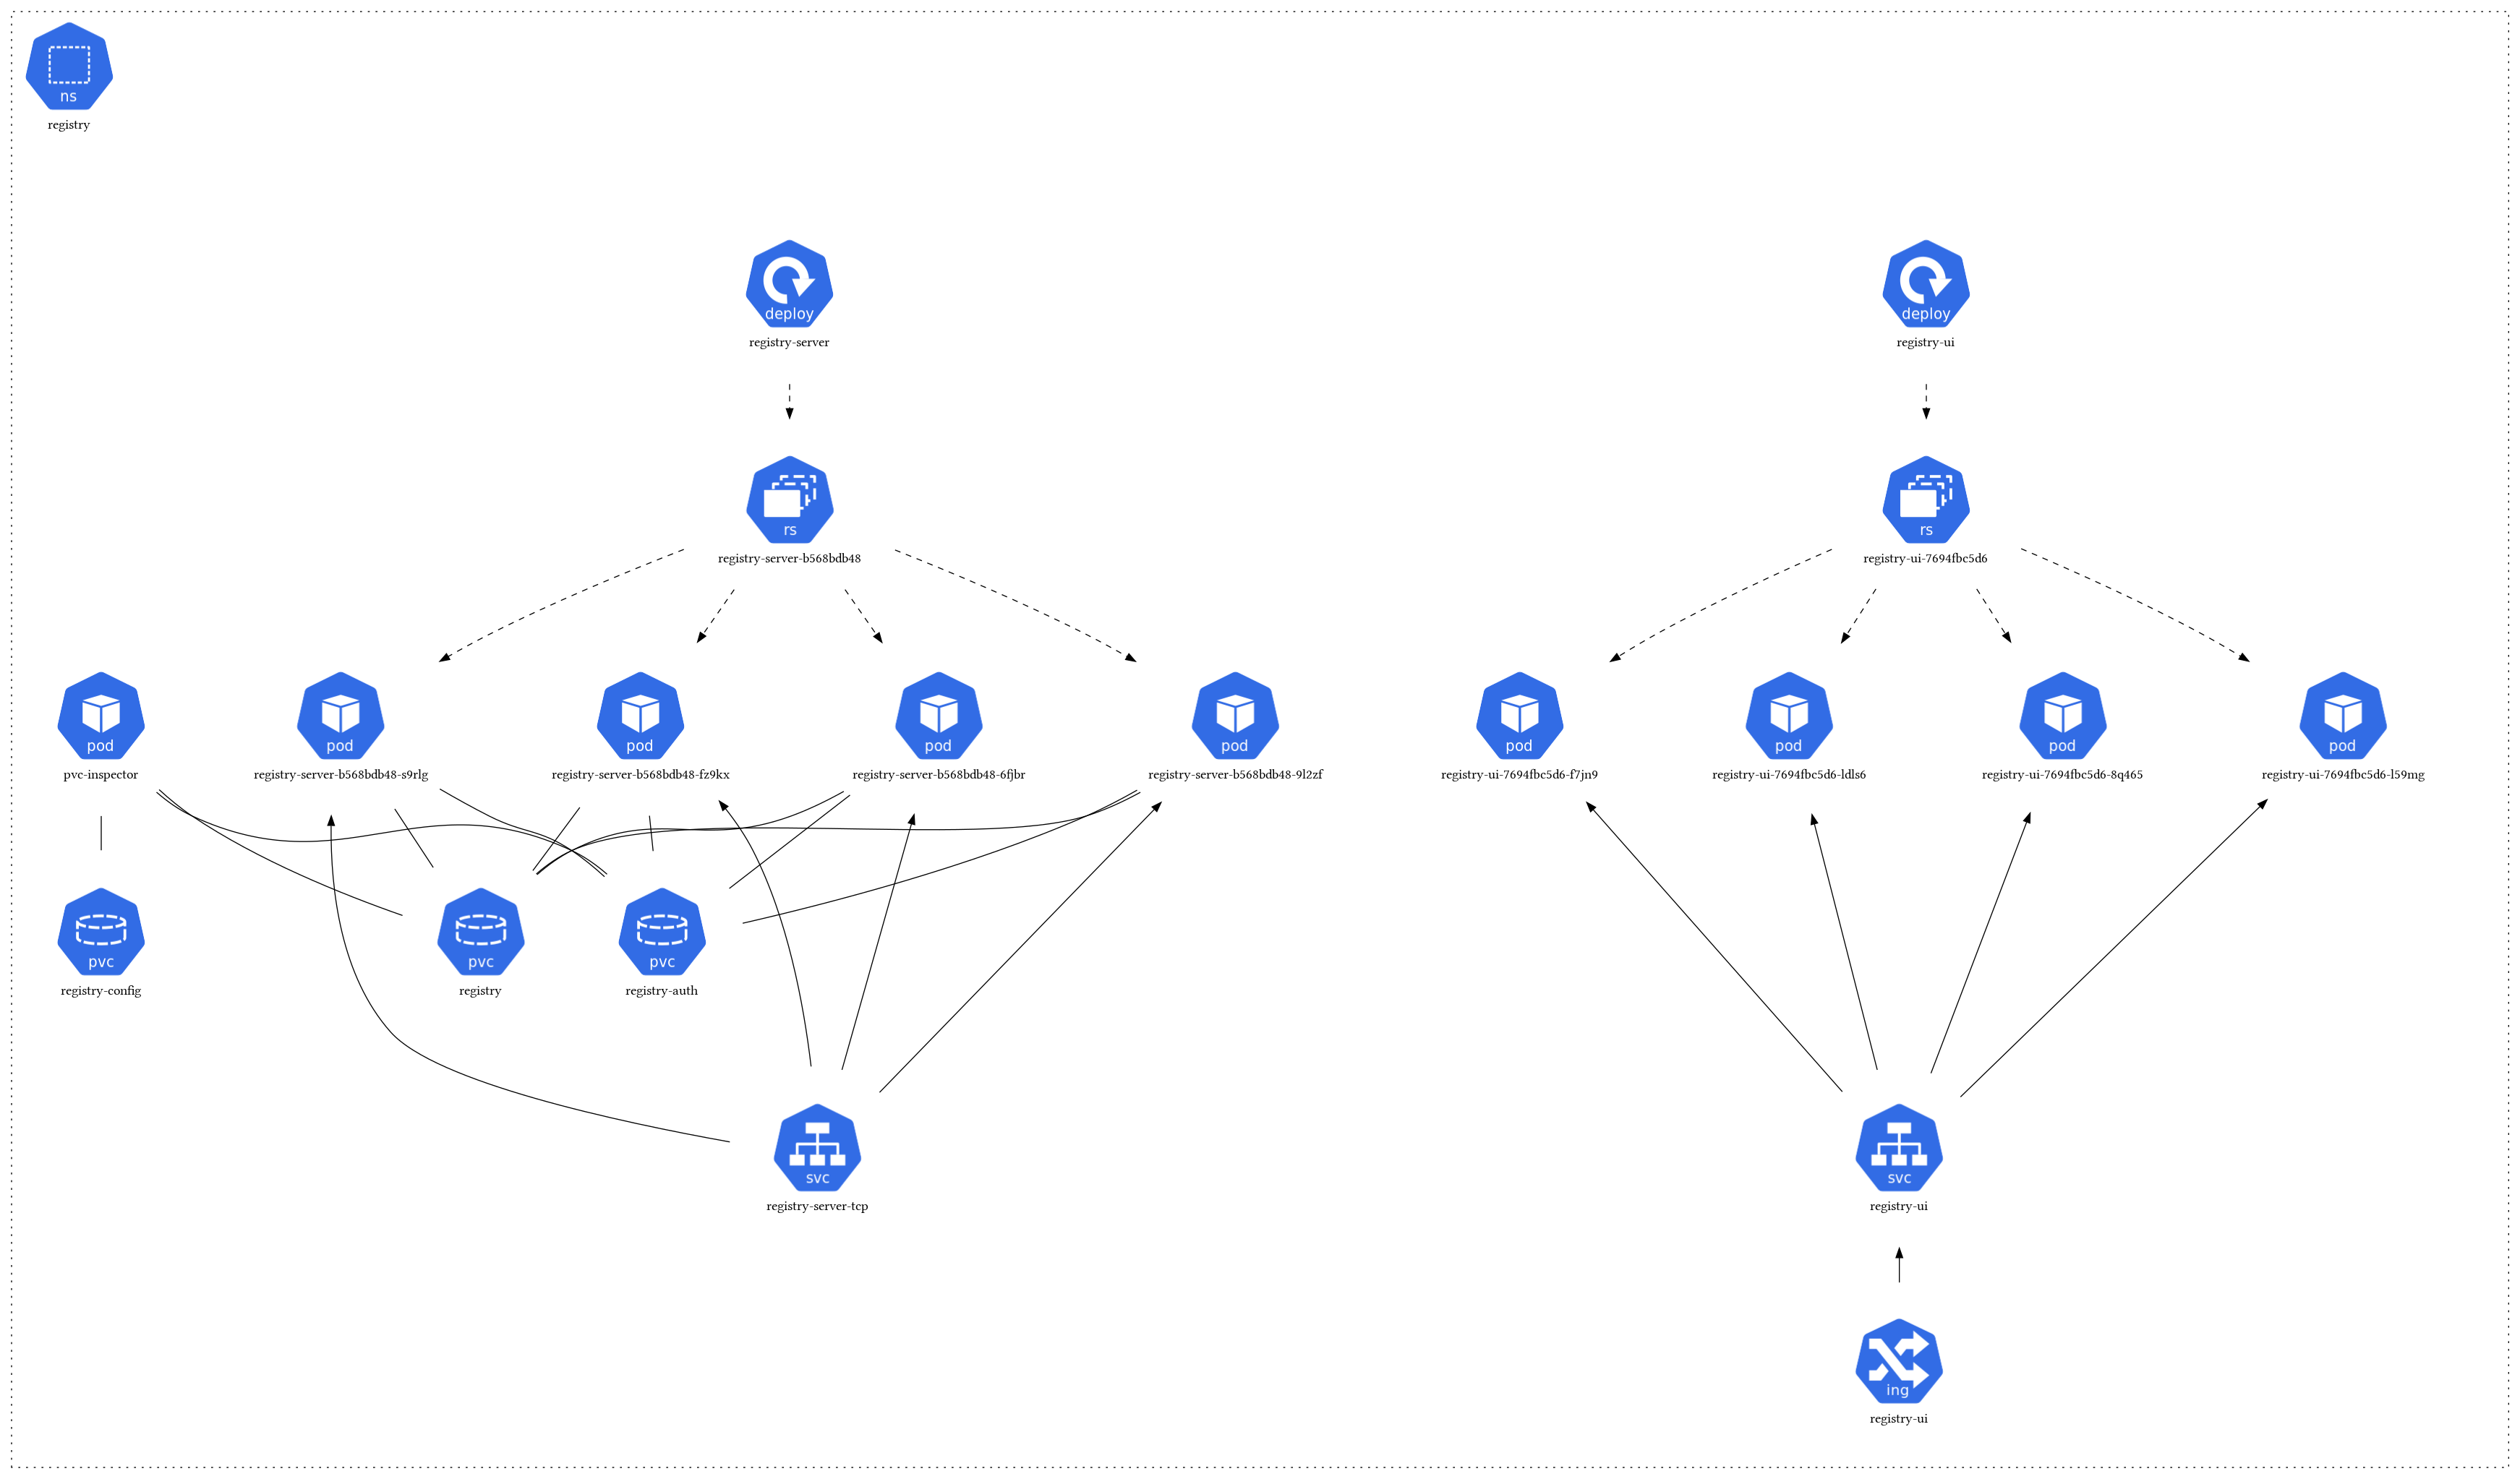 ns
registry
deploy
registry-server
deploy
registry-ui
rs
registry-server-b568bdb48
rs
registry-ui-7694fbc5d6
pod
pvc-inspector
pod
registry-server-b568bdb48-s9rlg
pod
registry-server-b568bdb48-fz9kx
pod
registry-server-b568bdb48-6fjbr
pod
registry-server-b568bdb48-9l2zf
pod
registry-ui-7694fbc5d6-f7jn9
pod
registry-ui-7694fbc5d6-ldls6
pod
registry-ui-7694fbc5d6-8q465
pod
registry-ui-7694fbc5d6-l59mg
pvc
registry-config
pvc
registry
pvc
registry-auth
svc
registry-server-tcp
svc
registry-ui
ing
registry-ui